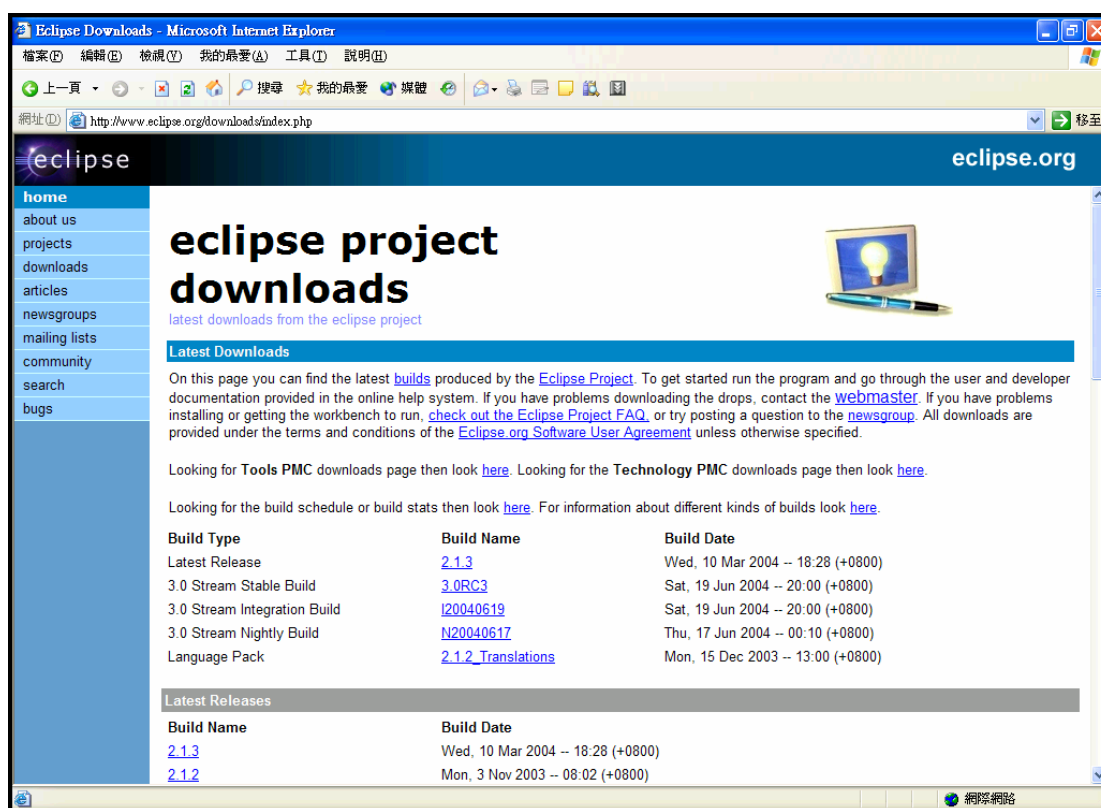 Eclipse Downloads - Microsoft Internet Explorer
檔案(F) 編輯(E) 檢視(V) 我的最愛(A) 工具(T) 說明(H)
上一頁 搜尋 我的最愛 媒體
網址(D) http://www.eclipse.org/downloads/index.php 移至
eclipse eclipse.org
home
about us
projects
downloads
articles
newsgroups
mailing lists
community
search
bugs
eclipse project
downloads
latest downloads from the eclipse project
Latest Downloads
On this page you can find the latest builds produced by the Eclipse Project. To get started run the program and go through the user and developer
documentation provided in the online help system. If you have problems downloading the drops, contact the webmaster. If you have problems
installing or getting the workbench to run, check out the Eclipse Project FAQ, or try posting a question to the newsgroup. All downloads are
provided under the terms and conditions of the Eclipse.org Software User Agreement unless otherwise specified.
Looking for Tools PMC downloads page then look here. Looking for the Technology PMC downloads page then look here.
Looking for the build schedule or build stats then look here. For information about different kinds of builds look here.
Build Type Build Name Build Date
Latest Release 2.1.3 Wed, 10 Mar 2004 -- 18:28 (+0800)
3.0 Stream Stable Build 3.0RC3 Sat, 19 Jun 2004 -- 20:00 (+0800)
3.0 Stream Integration Build I20040619 Sat, 19 Jun 2004 -- 20:00 (+0800)
3.0 Stream Nightly Build N20040617 Thu, 17 Jun 2004 -- 00:10 (+0800)
Language Pack 2.1.2_Translations Mon, 15 Dec 2003 -- 13:00 (+0800)
Latest Releases
Build Name Build Date
2.1.3 Wed, 10 Mar 2004 -- 18:28 (+0800)
2.1.2 Mon, 3 Nov 2003 -- 08:02 (+0800)
網際網路